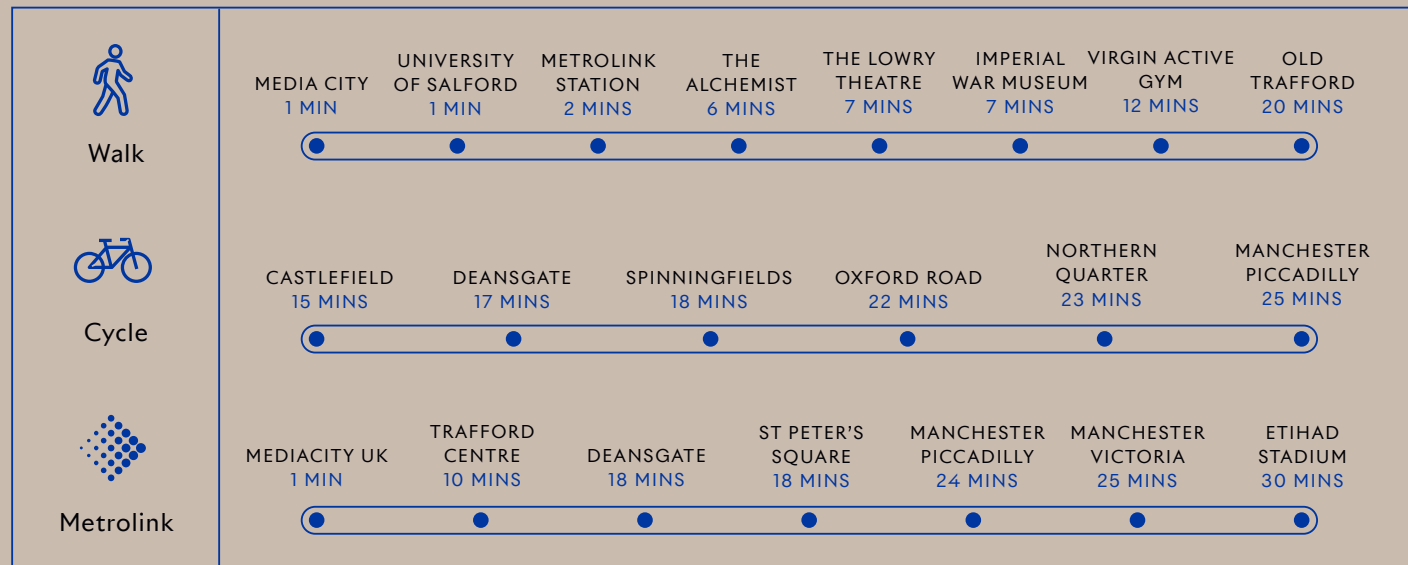 Walk
MEDIA CITY
1 MIN
UNIVERSITY
OF SALFORD
1 MIN
METROLINK
STATION
2 MINS
THE
ALCHEMIST
6 MINS
THE LOWRY
THEATRE
7 MINS
IMPERIAL
WAR MUSEUM
7 MINS
VIRGIN ACTIVE
GYM
12 MINS
OLD
TRAFFORD
20 MINS
Cycle
CASTLEFIELD
15 MINS
DEANSGATE
17 MINS
SPINNINGFIELDS
18 MINS
OXFORD ROAD
22 MINS
NORTHERN
QUARTER
23 MINS
MANCHESTER
PICCADILLY
25 MINS
Metrolink
MEDIACITY UK
1 MIN
TRAFFORD
CENTRE
10 MINS
DEANSGATE
18 MINS
ST PETER'S
SQUARE
18 MINS
MANCHESTER
PICCADILLY
24 MINS
MANCHESTER
VICTORIA
25 MINS
ETIHAD
STADIUM
30 MINS